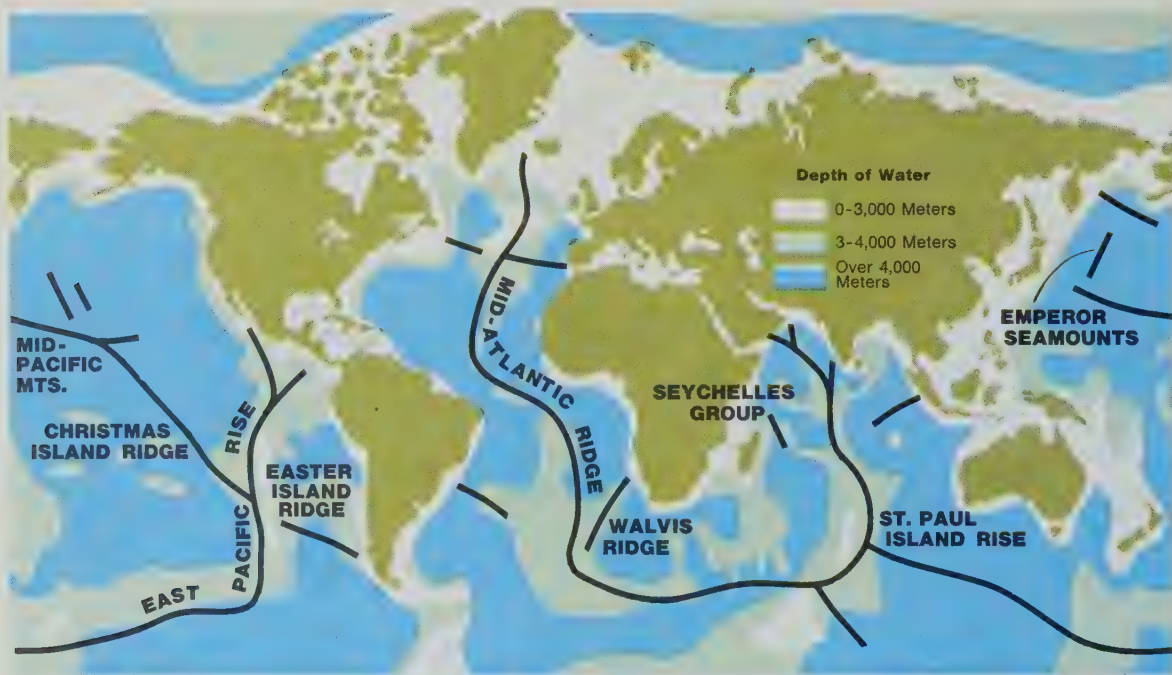 Depth of Water
0-3,000 Meters
3-4,000 Meters
Over 4,000
Meters
MID-
PACIFIC
MTS.
CHRISTMAS
ISLAND RIDGE
EAST PACIFIC RISE
EASTER
ISLAND
RIDGE
MID-ATLANTIC RIDGE
WALVIS
RIDGE
SEYCHELLES
GROUP
ST. PAUL
ISLAND RISE
EMPEROR
SEAMOUNTS